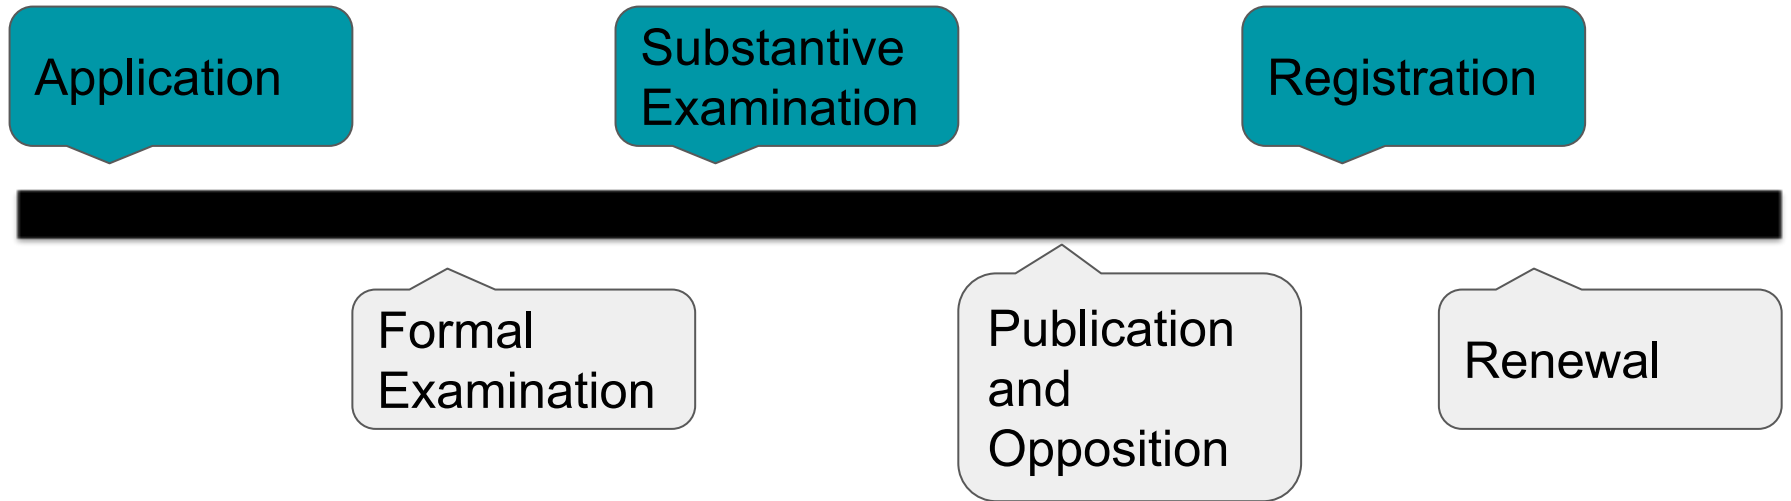 Application
Formal
Examination
Substantive
Examination
Publication
and
Opposition
Registration
Renewal